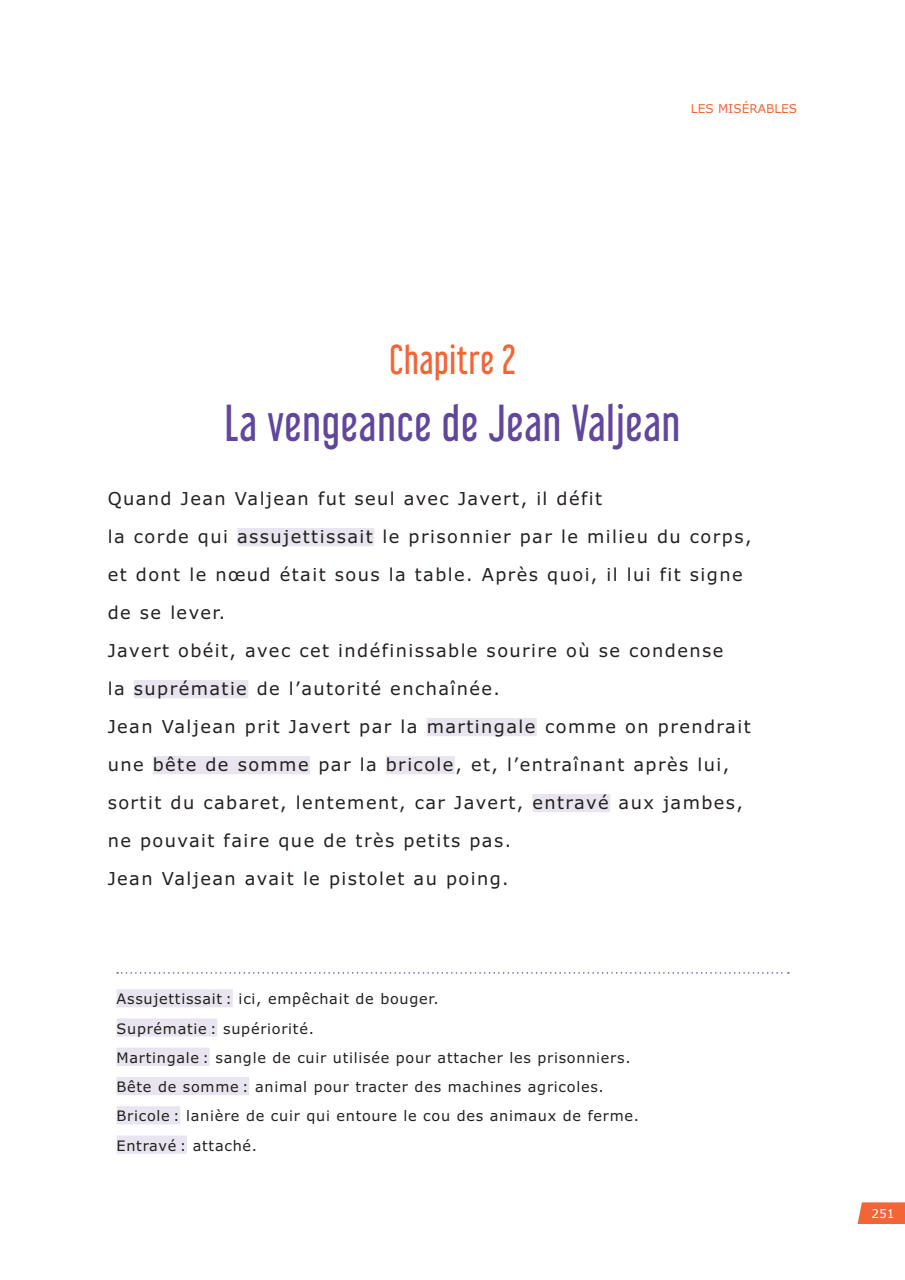 LES MISÉRABLES
Chapitre 2
La vengeance de Jean Valjean
Quand Jean Valjean fut seul avec Javert, il défit
la corde qui assujettissait le prisonnier par le milieu du corps,
et dont le nœud était sous la table. Après quoi, il lui fit signe
de se lever.
Javert obéit, avec cet indéfinissable sourire où se condense
la suprématie de l’autorité enchaînée.
Jean Valjean prit Javert par la martingale comme on prendrait
une bête de somme par la bricole, et, l’entraînant après lui,
sortit du cabaret, lentement, car Javert, entravé aux jambes,
ne pouvait faire que de très petits pas.
Jean Valjean avait le pistolet au poing.
Assujettissait : ici, empêchait de bouger.
Suprématie : supériorité.
Martingale : sangle de cuir utilisée pour attacher les prisonniers.
Bête de somme : animal pour tracter des machines agricoles.
Bricole : lanière de cuir qui entoure le cou des animaux de ferme.
Entravé : attaché.
251